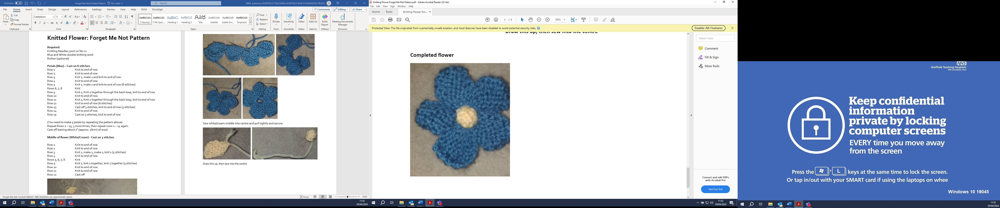 AutoSave Off Forget Me Not Knitted Pattern No Label Search EBBS, Katherine (SHEFFIELD TEACHING HOSPITALS NHS FOUNDATION TRUST)
File Home Insert Draw Design Layout References Mailings Review View Help RCM DocuSign Comments Editing Share
Paste Cut Copy Format Painter Castledown 11
AaBbCcDc AaBbCcDc AaBbCc AaBbCcC AaB AaBbCcDc AaBbCcDc AaBbCcDc
¶ Normal ¶ No Spac... Heading 1 Heading 2 Title Subtitle Subtle Em... Emphasis
Find Replace Select Dictate Sensitivity Editor Add-ins Build Report Meeting Documents Manager
Clipboard Font Paragraph Styles Editing Voice Sensitivity Editor Add-ins InPhase Decisions
Knitted Flower: Forget Me Not Pattern
Required:
Knitting Needles 3mm or No 11
Blue and White double knitting wool
Button (optional)
Petals (Blue) – Cast on 6 stitches
Row 1 Knit to end of row
Row 2 Knit to end of row
Row 3 Knit 1, make 1 and knit to end of row
Row 4 Knit to end of row
Row 5 Knit 1, make 1 and knit to end of row (8 stitches)
Rows 6, 7, 8 Knit
Row 9 Knit 1, Knit 2 together through the back loop, knit to end of row
Row 10 Knit to end of row
Row 11 Knit 1, Knit 2 together through the back loop, knit to end of row
Row 12 Knit to end of row (6 stitches)
Row 13 Cast off 3 stitches, knit to end of row (3 stitches)
Row 14 Knit to end of row
Row 15 Cast on 3 stitches, knit to end of row
(You need to make 5 petals by repeating the pattern above)
Repeat Rows 2 – 15, 3 more times, then repeat rows 2 – 14 again.
Cast off leaving about 7" (approx. 18cm) of wool.
Middle of flower (White/Cream) - Cast on 3 stitches
Row 1 Knit to end of row
Row 2 Knit to end of row
Row 3 Knit 1, make 1, make 1, knit 1 (5 stitches)
Row 4 Knit to end of row
Rows 5, 6, 7, 8 Knit
Row 9 Knit 1, knit 2 together, knit 2 together (3 stitches)
Row 10 Knit to end of row
Row 11 Knit to end of row
Row 12 Cast off
Sew white/cream middle into centre and pull tightly and secure.
Draw this up, then sew into the centre
"Forget Me Not Crochet Pattern": 806 characters (an approximate value). Focus 100%
11:53
29/04/2024
Knitting Flower Forget Me Not Pattern.pdf - Adobe Acrobat Reader (32-bit)
File Edit View Sign Window Help
Home Tools Knitting Flower For... ×
3 / 3 180%
Protected View: This file originated from a potentially unsafe location, and most features have been disabled to avoid potential security risks. Enable All Features
Draw this up, then sew into the centre
Completed flower
Search tools
Comment
Fill & Sign
More Tools
Convert and edit PDFs
with Acrobat Pro
Start Free Trial
11:53
29/04/2024
NHS
Sheffield Teaching Hospitals
NHS Foundation Trust
Keep confidential
information
private by locking
computer screens
EVERY time you move away
from the screen
Press the + L keys at the same time to lock the screen.
Or tap in/out with your SMART card if using the laptops on whee
Windows 10 19045
11:53
29/04/2024